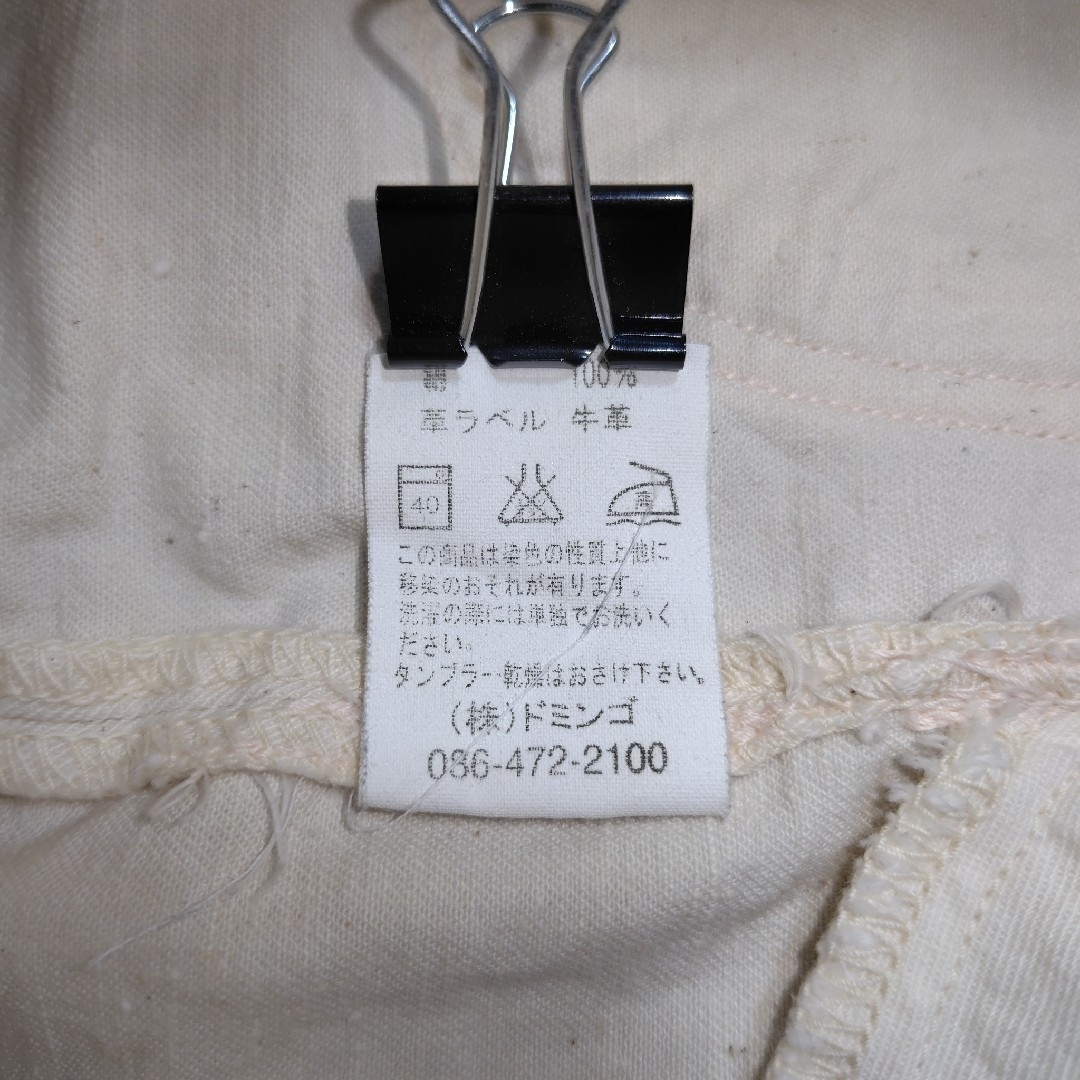 綿 100%
革ラベル 牛革
40 高
この商品は染色の性質上他に
移染のおそれが有ります。
洗濯の際には単独でお洗いく
ださい。
タンブラー乾燥はおさけ下さい。
(株)ドミンゴ
086-472-2100